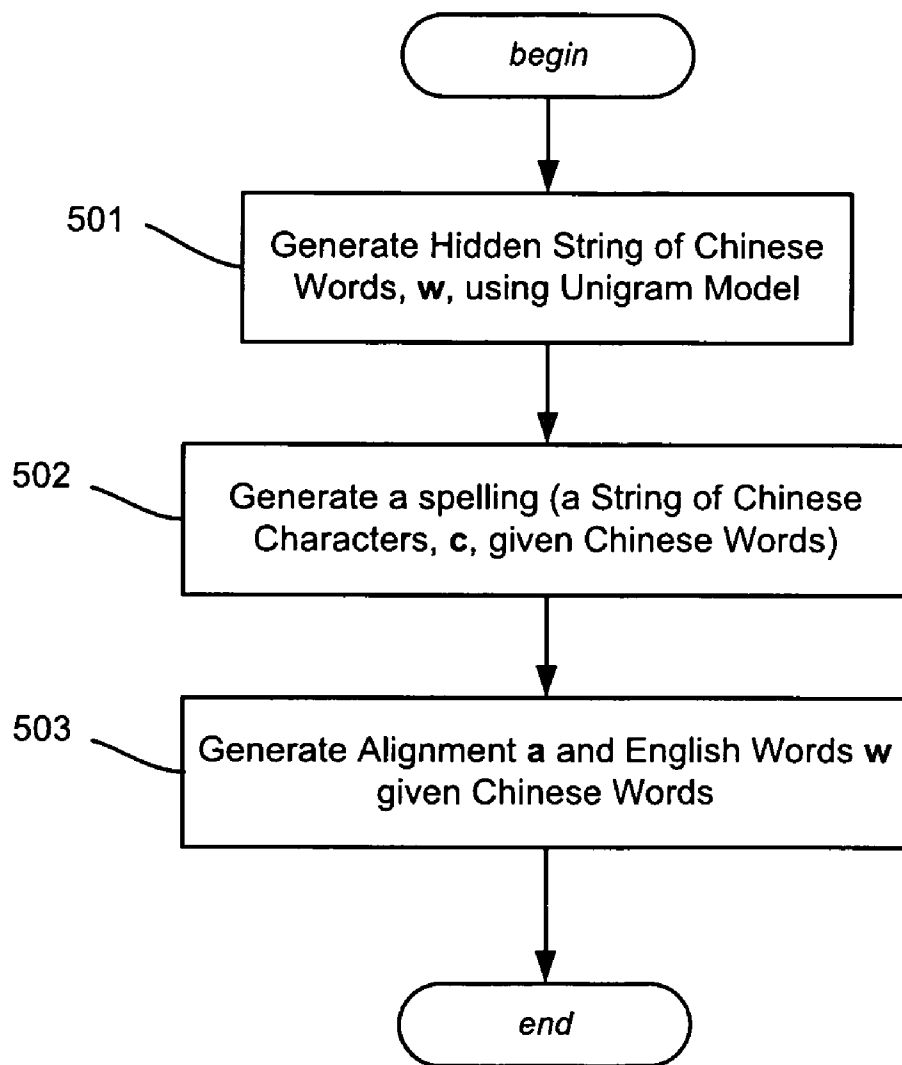 begin
501
Generate Hidden String of Chinese
Words, w, using Unigram Model
502
Generate a spelling (a String of Chinese
Characters, c, given Chinese Words)
503
Generate Alignment a and English Words w
given Chinese Words
end